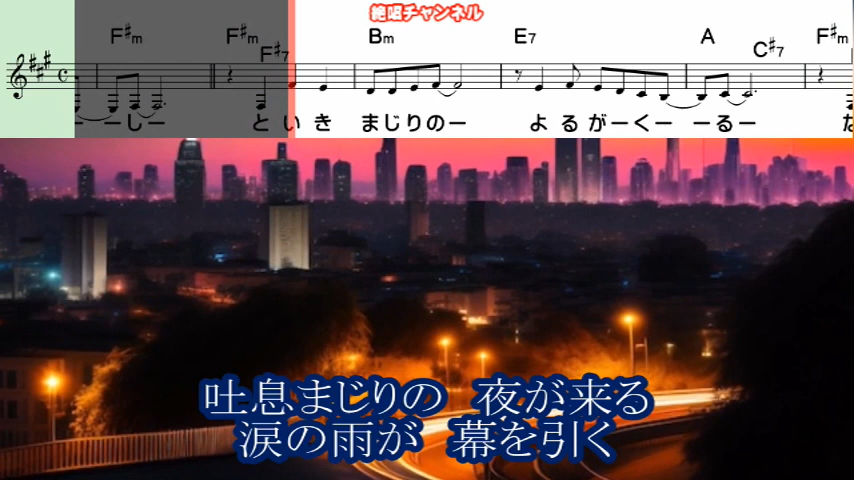 絶唱チャンネル
F#m F#m F#7 Bm E7 A C#7 F#m
ーーしー といき まじりのー よるがーくー ーるー な
吐息まじりの 夜が来る
涙の雨が 幕を引く